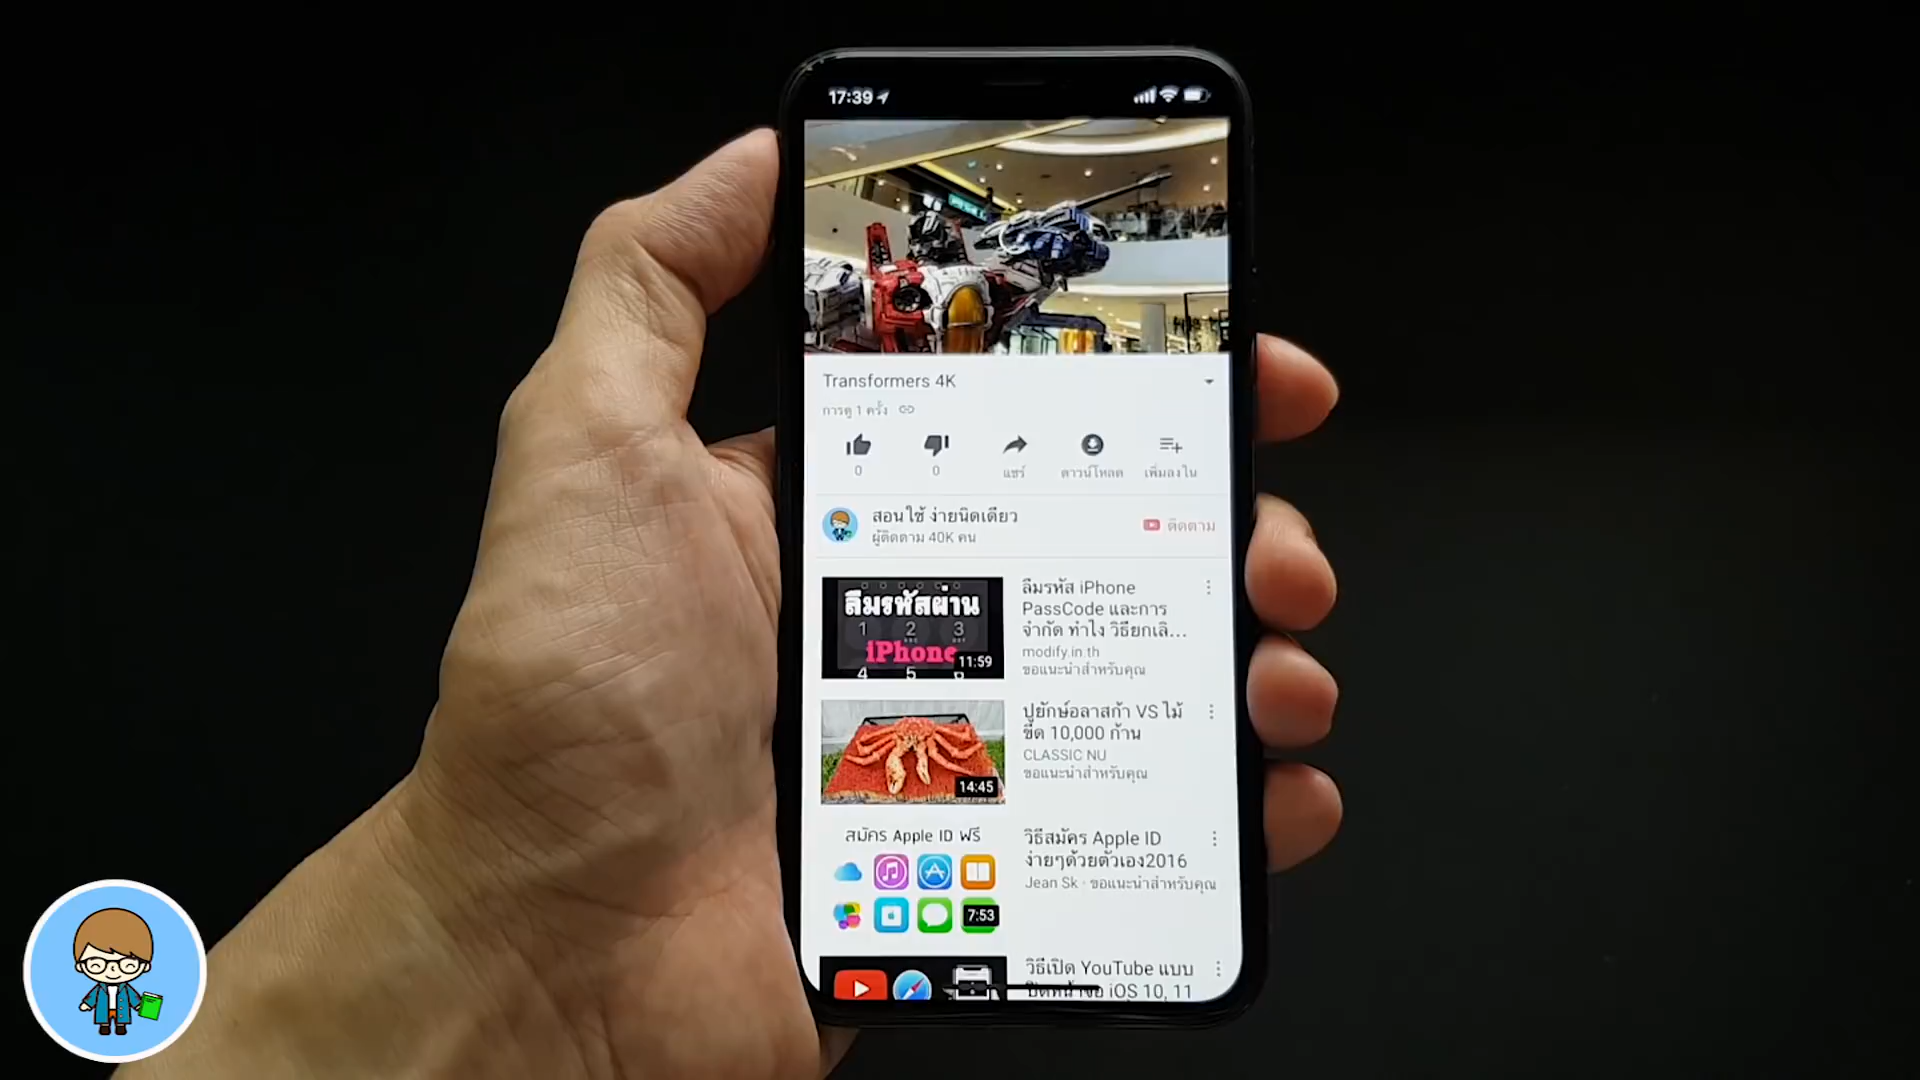 17:39
Transformers 4K
การดู 1 ครั้ง
0
0
แชร์
ดาวน์โหลด
เพิ่มลงใน
สอนใช้ ง่ายนิดเดียว
ผู้ติดตาม 40K คน
ติดตาม
ลืมรหัสผ่าน
1 2 3
iPhone
11:59
4 5 6
ลืมรหัส iPhone
PassCode และการ
จำกัด ทำไง วิธียกเลิ...
modify.in.th
ขอแนะนำสำหรับคุณ
14:45
ปูยักษ์อลาสก้า VS ไม้
ขีด 10,000 ก้าน
CLASSIC NU
ขอแนะนำสำหรับคุณ
สมัคร Apple ID ฟรี
7:53
วิธีสมัคร Apple ID
ง่ายๆด้วยตัวเอง2016
Jean Sk · ขอแนะนำสำหรับคุณ
วิธีเปิด YouTube แบบ
ปิดหน้าจอ iOS 10, 11